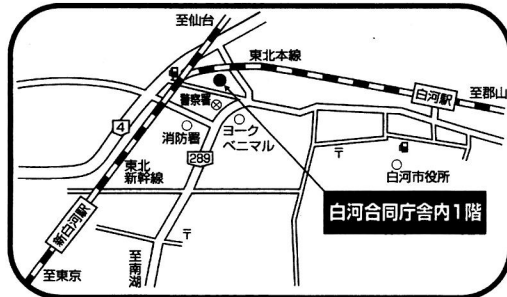 至仙台
東北本線
白河駅
至郡山
警察署
4
消防署
ヨーク
ベニマル
289
東北
新幹線
白河市役所
白河合同庁舎内1階
新白河駅
至東京
至南湖